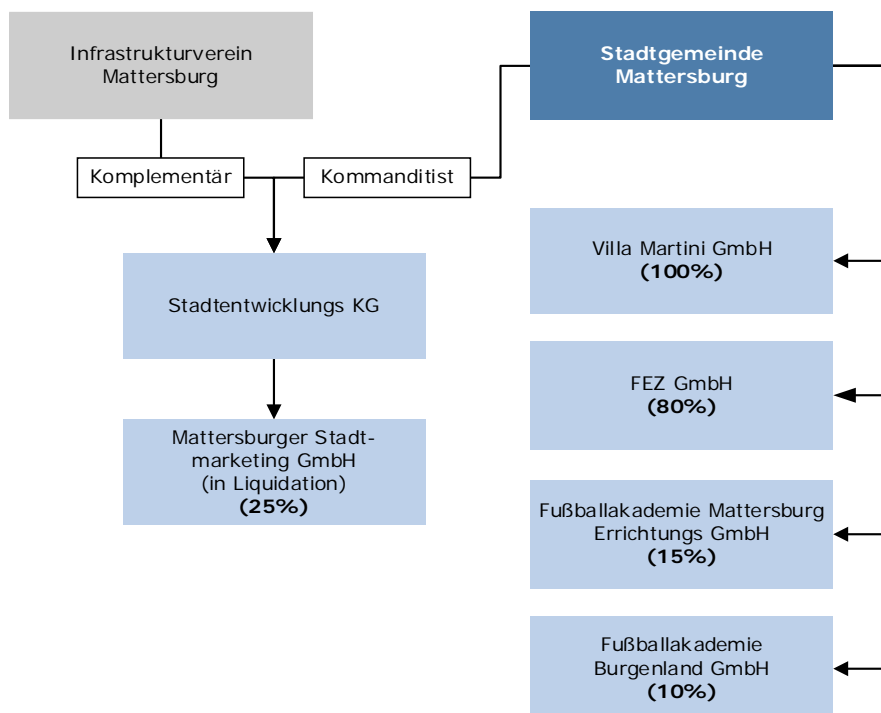 Infrastrukturverein
Mattersburg
Stadtgemeinde
Mattersburg
Komplementär
Kommanditist
Villa Martini GmbH
(100%)
Stadtentwicklungs KG
FEZ GmbH
(80%)
Mattersburger Stadt-
marketing GmbH
(in Liquidation)
(25%)
Fußballakademie Mattersburg
Errichtungs GmbH
(15%)
Fußballakademie
Burgenland GmbH
(10%)